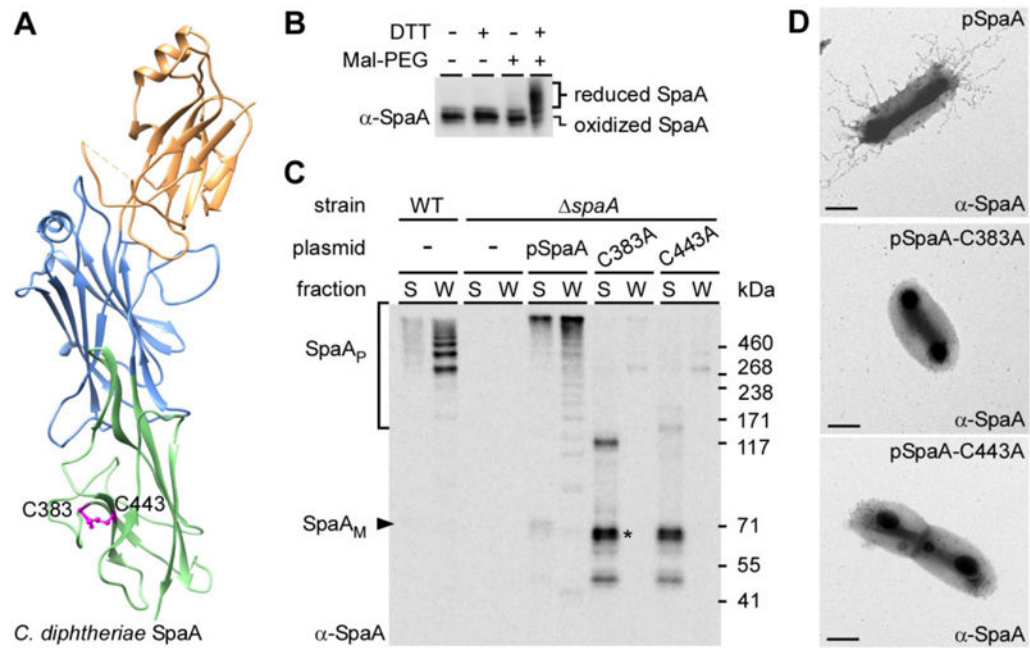 A
C383
C443
C. diphtheriae SpaA
B
DTT - + - +
Mal-PEG - - + +
α-SpaA
reduced SpaA
oxidized SpaA
C
strain WT ΔspaA
plasmid - - pSpaA C383A C443A
fraction S W S W S W S W S W kDa
SpaAP
460
268
238
171
117
SpaAM
*
71
55
41
α-SpaA
D
pSpaA
α-SpaA
pSpaA-C383A
α-SpaA
pSpaA-C443A
α-SpaA